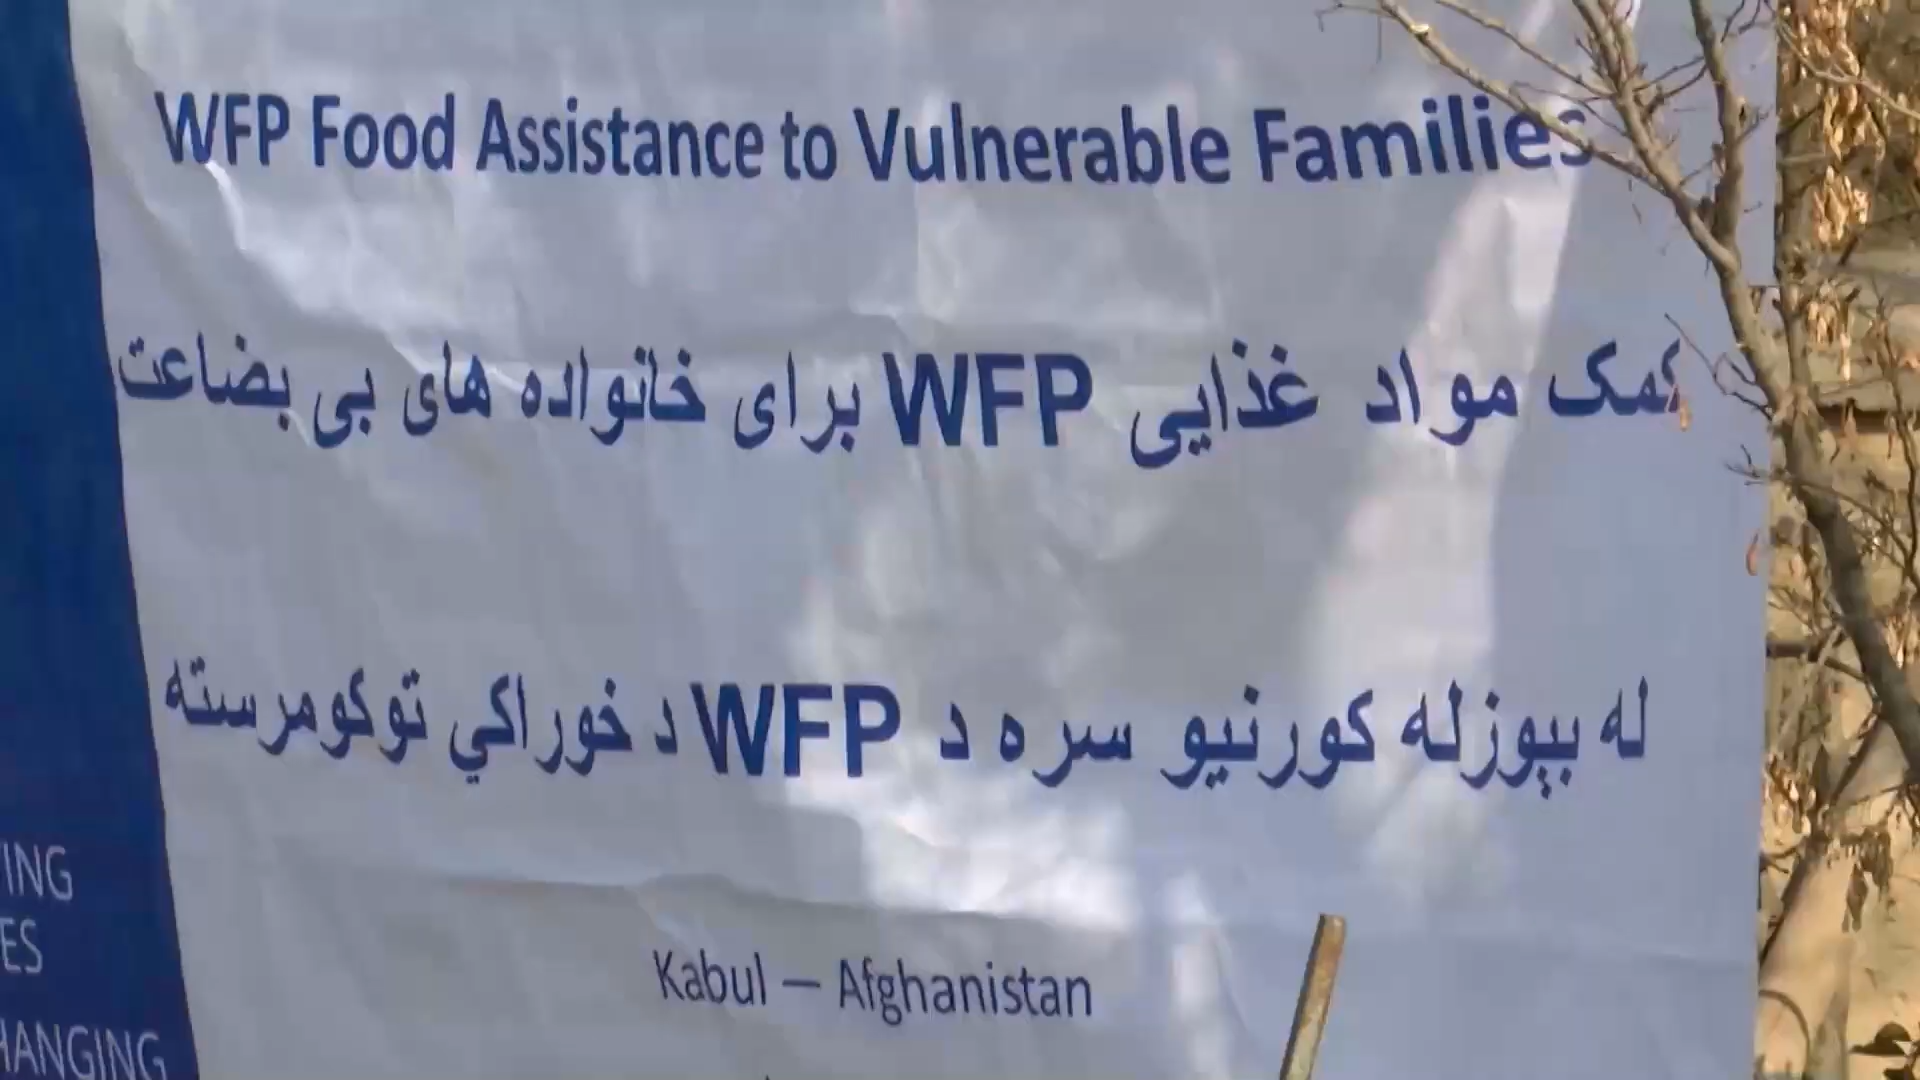 WFP Food Assistance to Vulnerable Families
کمک مواد غذایی WFP برای خانواده های بی بضاعت
له بېوزله کورنیو سره د WFP د خوراکي توکو مرسته
Kabul – Afghanistan
ING
ES
HANGING